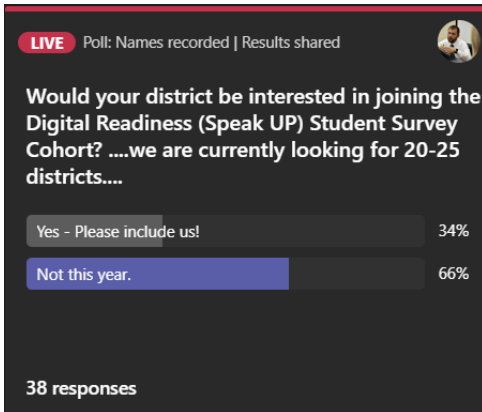 LIVE Poll: Names recorded | Results shared
Would your district be interested in joining the
Digital Readiness (Speak UP) Student Survey
Cohort? ....we are currently looking for 20-25
districts....
Yes - Please include us! 34%
Not this year. 66%
38 responses